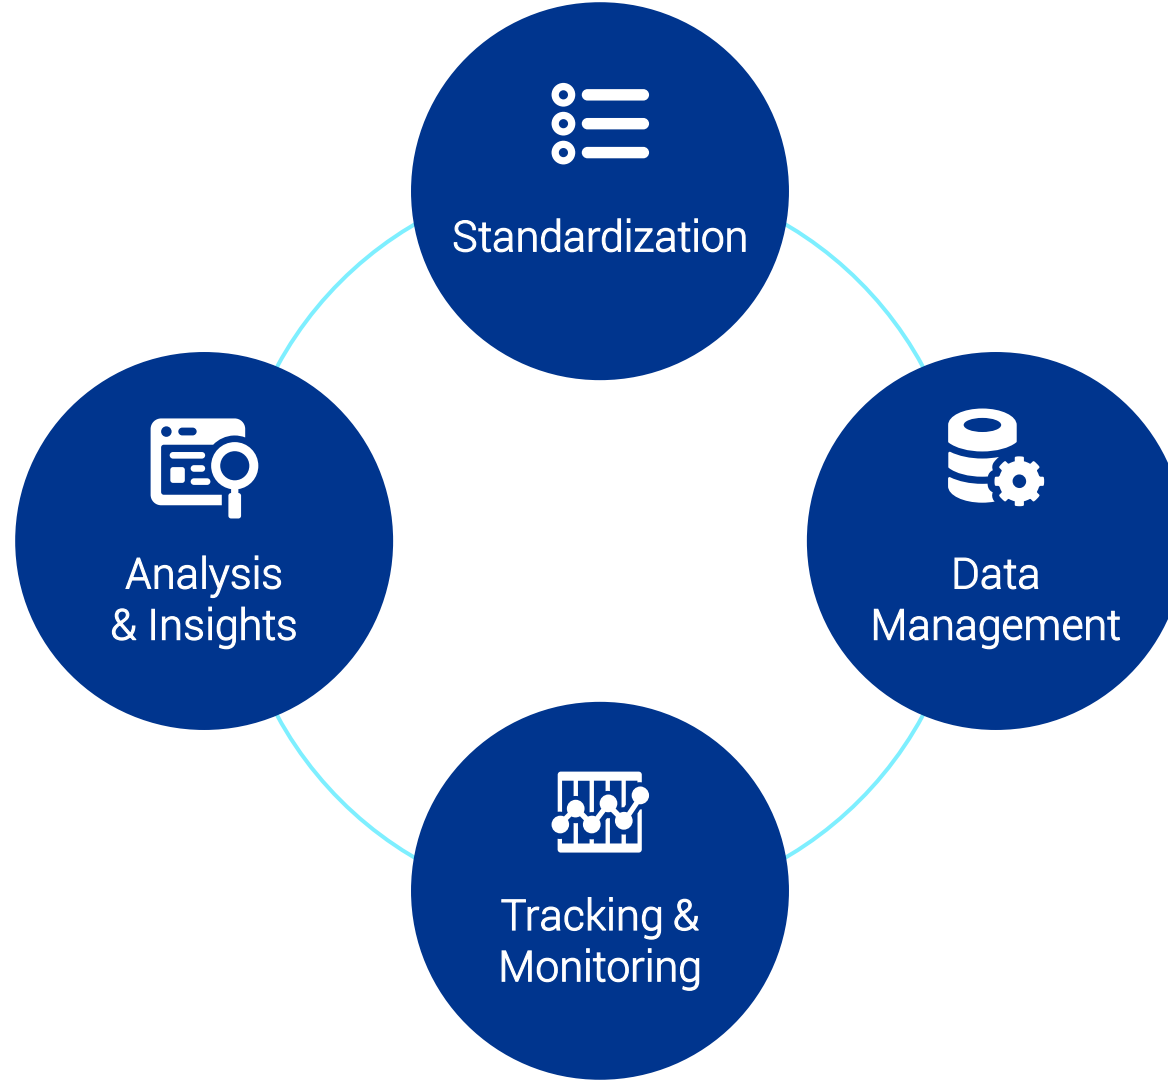 Standardization
Analysis
& Insights
Data
Management
Tracking &
Monitoring